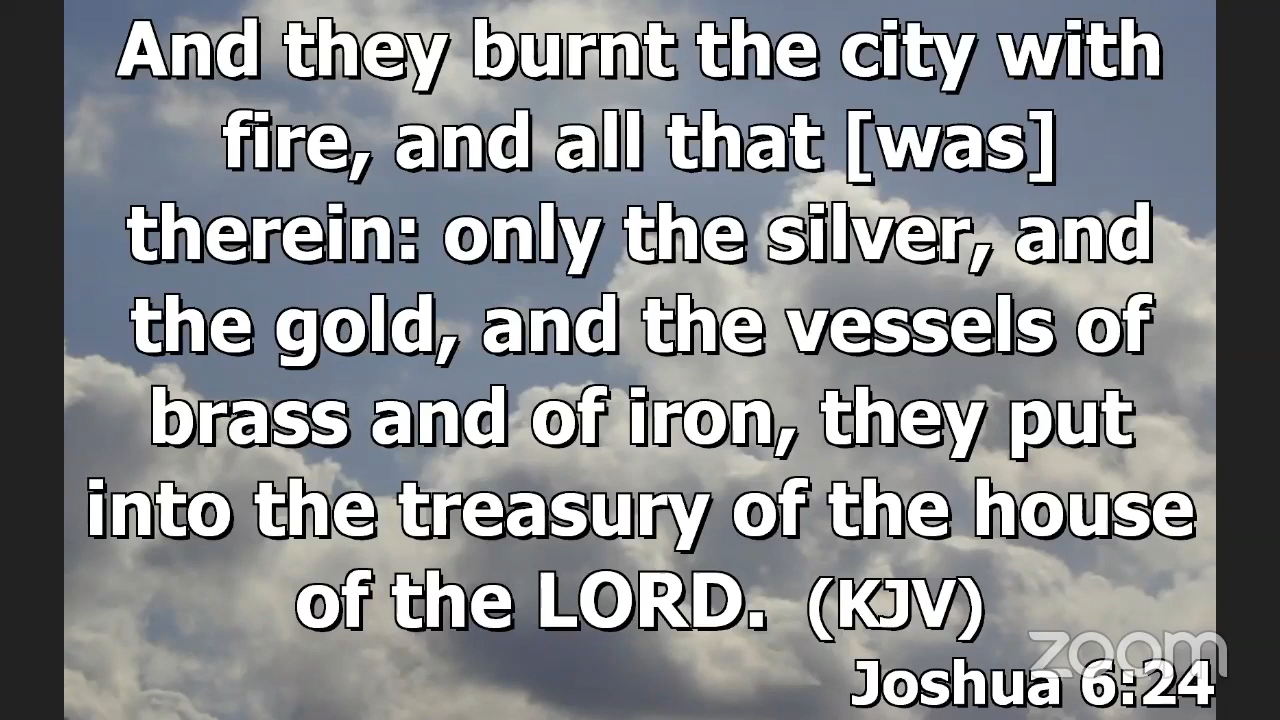 And they burnt the city with
fire, and all that [was]
therein: only the silver, and
the gold, and the vessels of
brass and of iron, they put
into the treasury of the house
of the LORD. (KJV)
zoom
Joshua 6:24